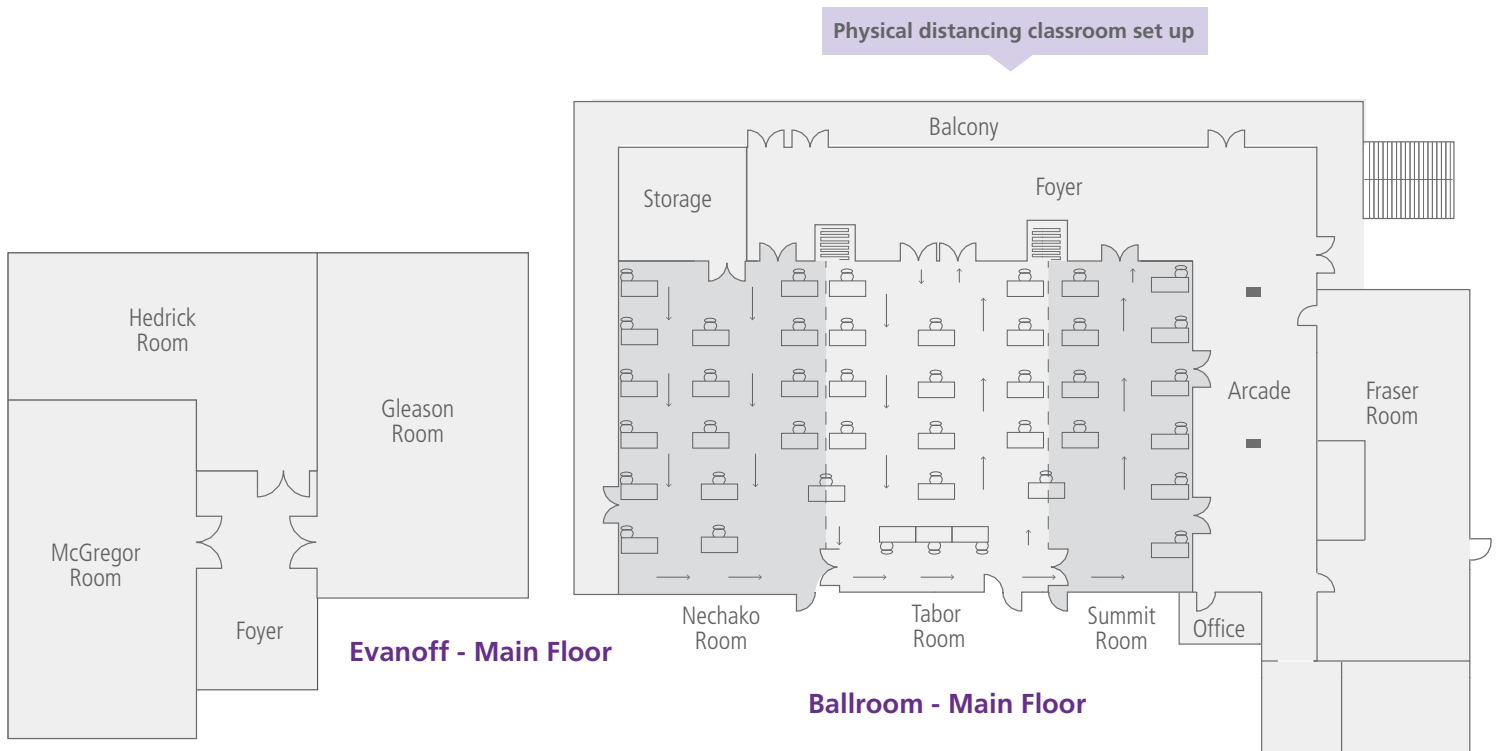 Physical distancing classroom set up
Balcony
Storage
Foyer
Hedrick
Room
Gleason
Room
Arcade
Fraser
Room
McGregor
Room
Foyer
Nechako
Room
Tabor
Room
Summit
Room
Office
Evanoff - Main Floor
Ballroom - Main Floor